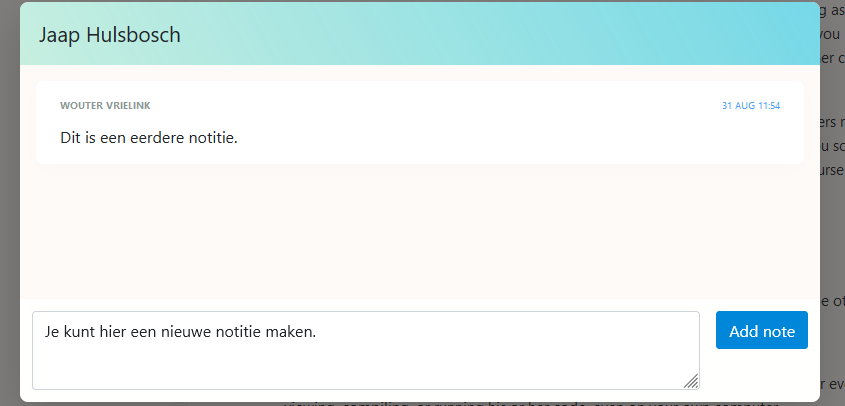 Jaap Hulsbosch
WOUTER VRIELINK
31 AUG 11:54
Dit is een eerdere notitie.
Je kunt hier een nieuwe notitie maken.
Add note